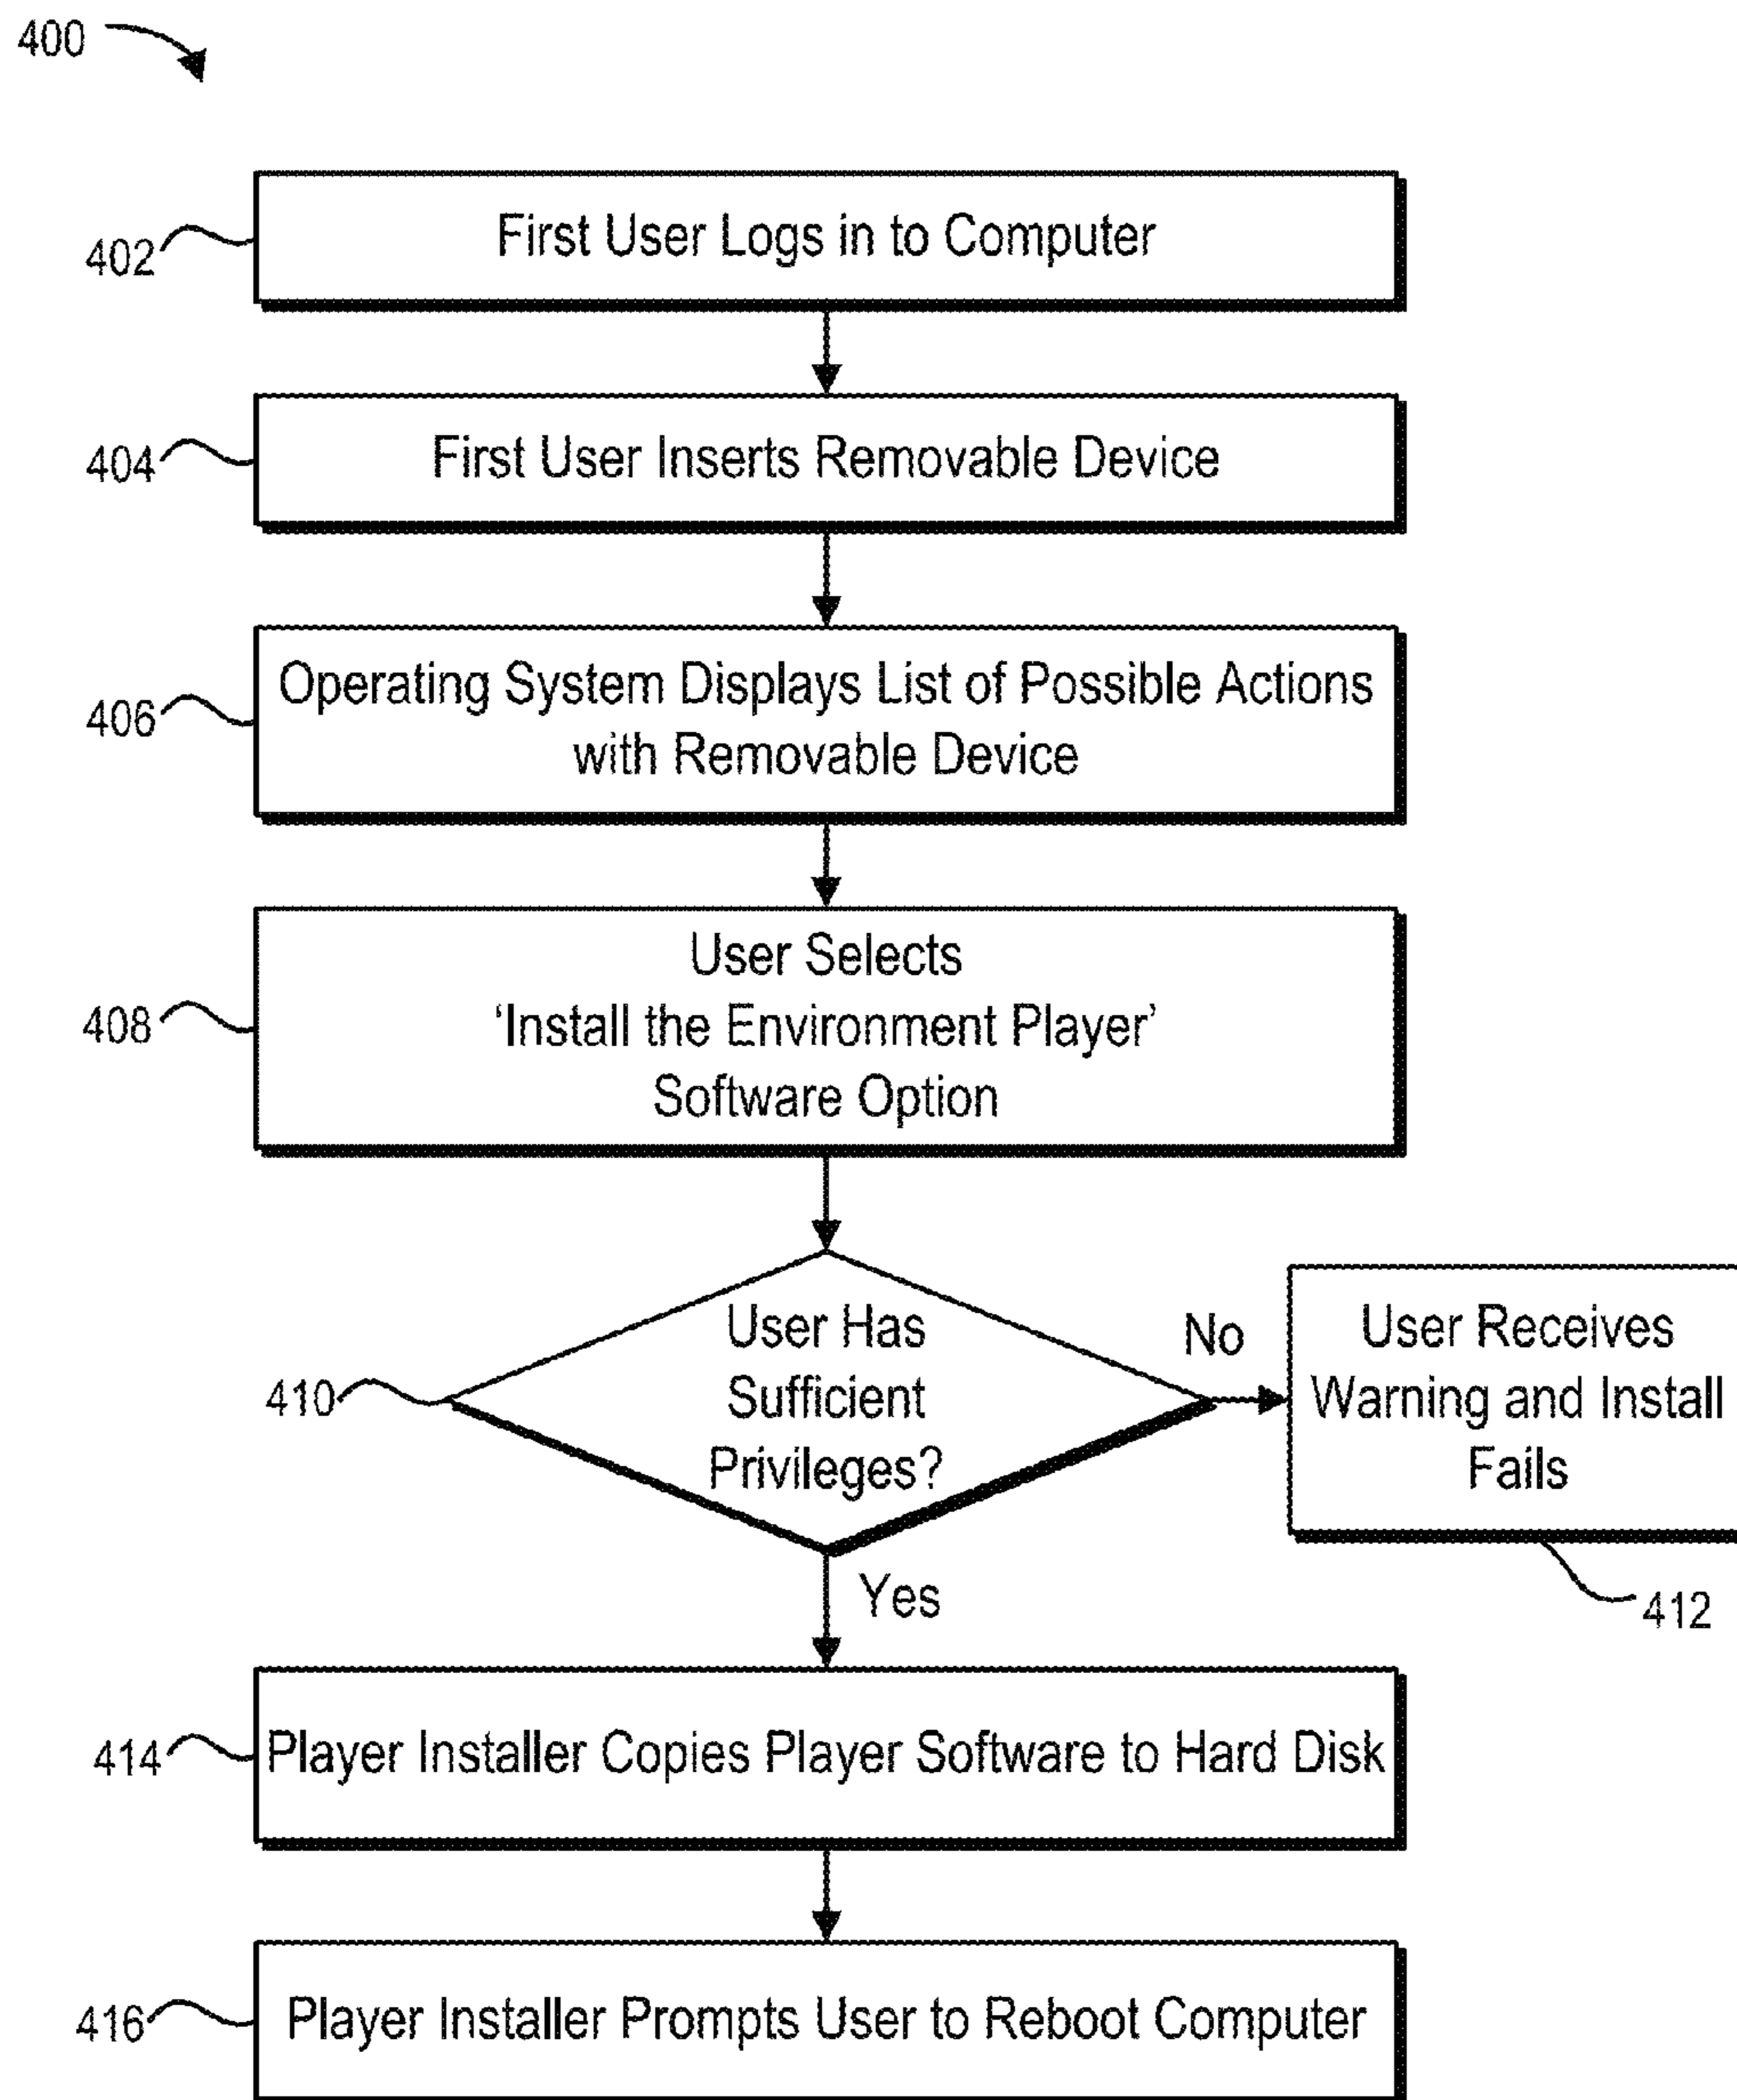 400
402
First User Logs in to Computer
404
First User Inserts Removable Device
406
Operating System Displays List of Possible Actions
with Removable Device
408
User Selects
‘Install the Environment Player’
Software Option
410
User Has
Sufficient
Privileges?
No
User Receives
Warning and Install
Fails
412
Yes
414
Player Installer Copies Player Software to Hard Disk
416
Player Installer Prompts User to Reboot Computer